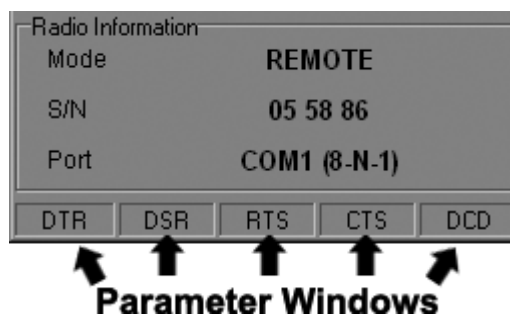 Radio Information
Mode REMOTE
S/N 05 58 86
Port COM1 (8-N-1)
DTR DSR RTS CTS DCD
Parameter Windows